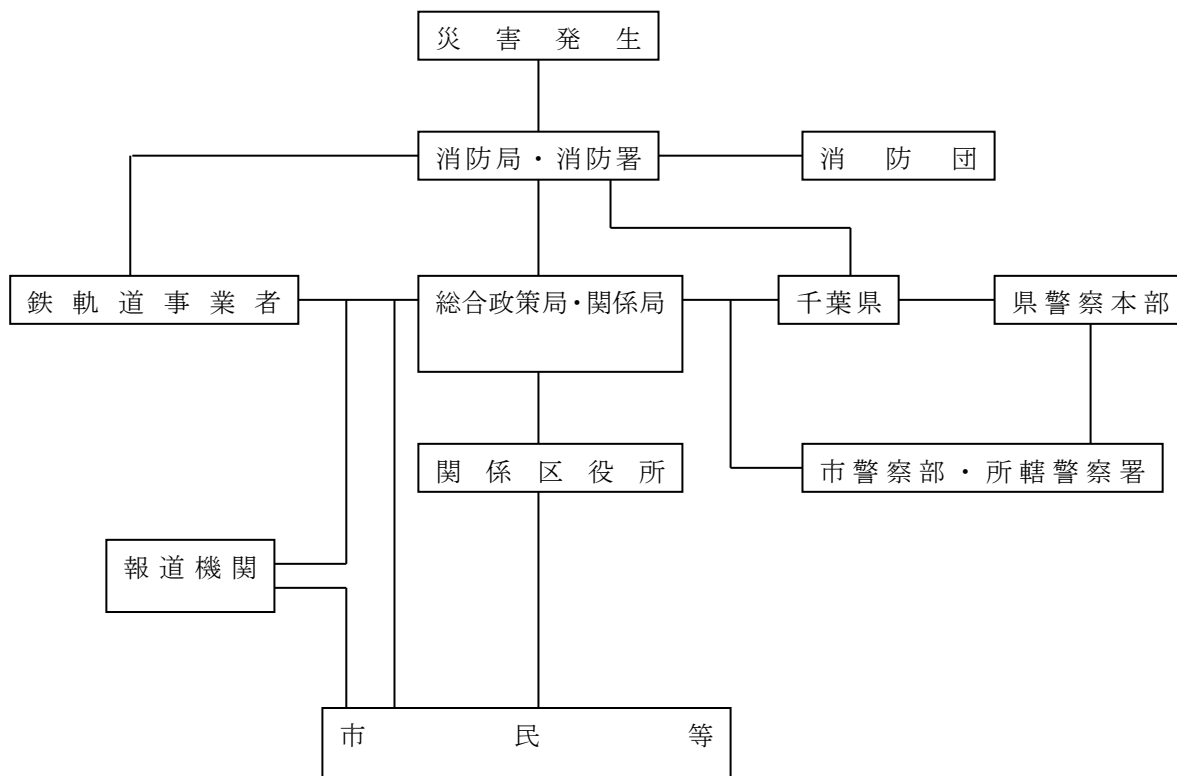 災害発生
消防局・消防署
消防団
鉄軌道事業者
総合政策局・関係局
千葉県
県警察本部
関係区役所
市警察部・所轄警察署
報道機関
市民等